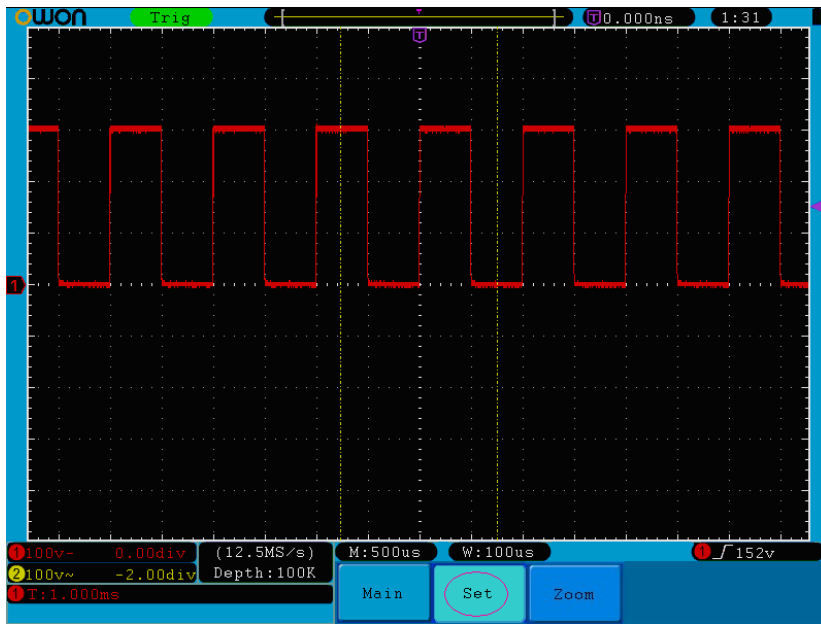 owon Trig T 0.000ns 1:31
T
1
1 100v- 0.00div (12.5MS/s) M:500us W:100us 1 152v
2 100v~ -2.00div Depth:100K
1 T:1.000ms Main Set Zoom